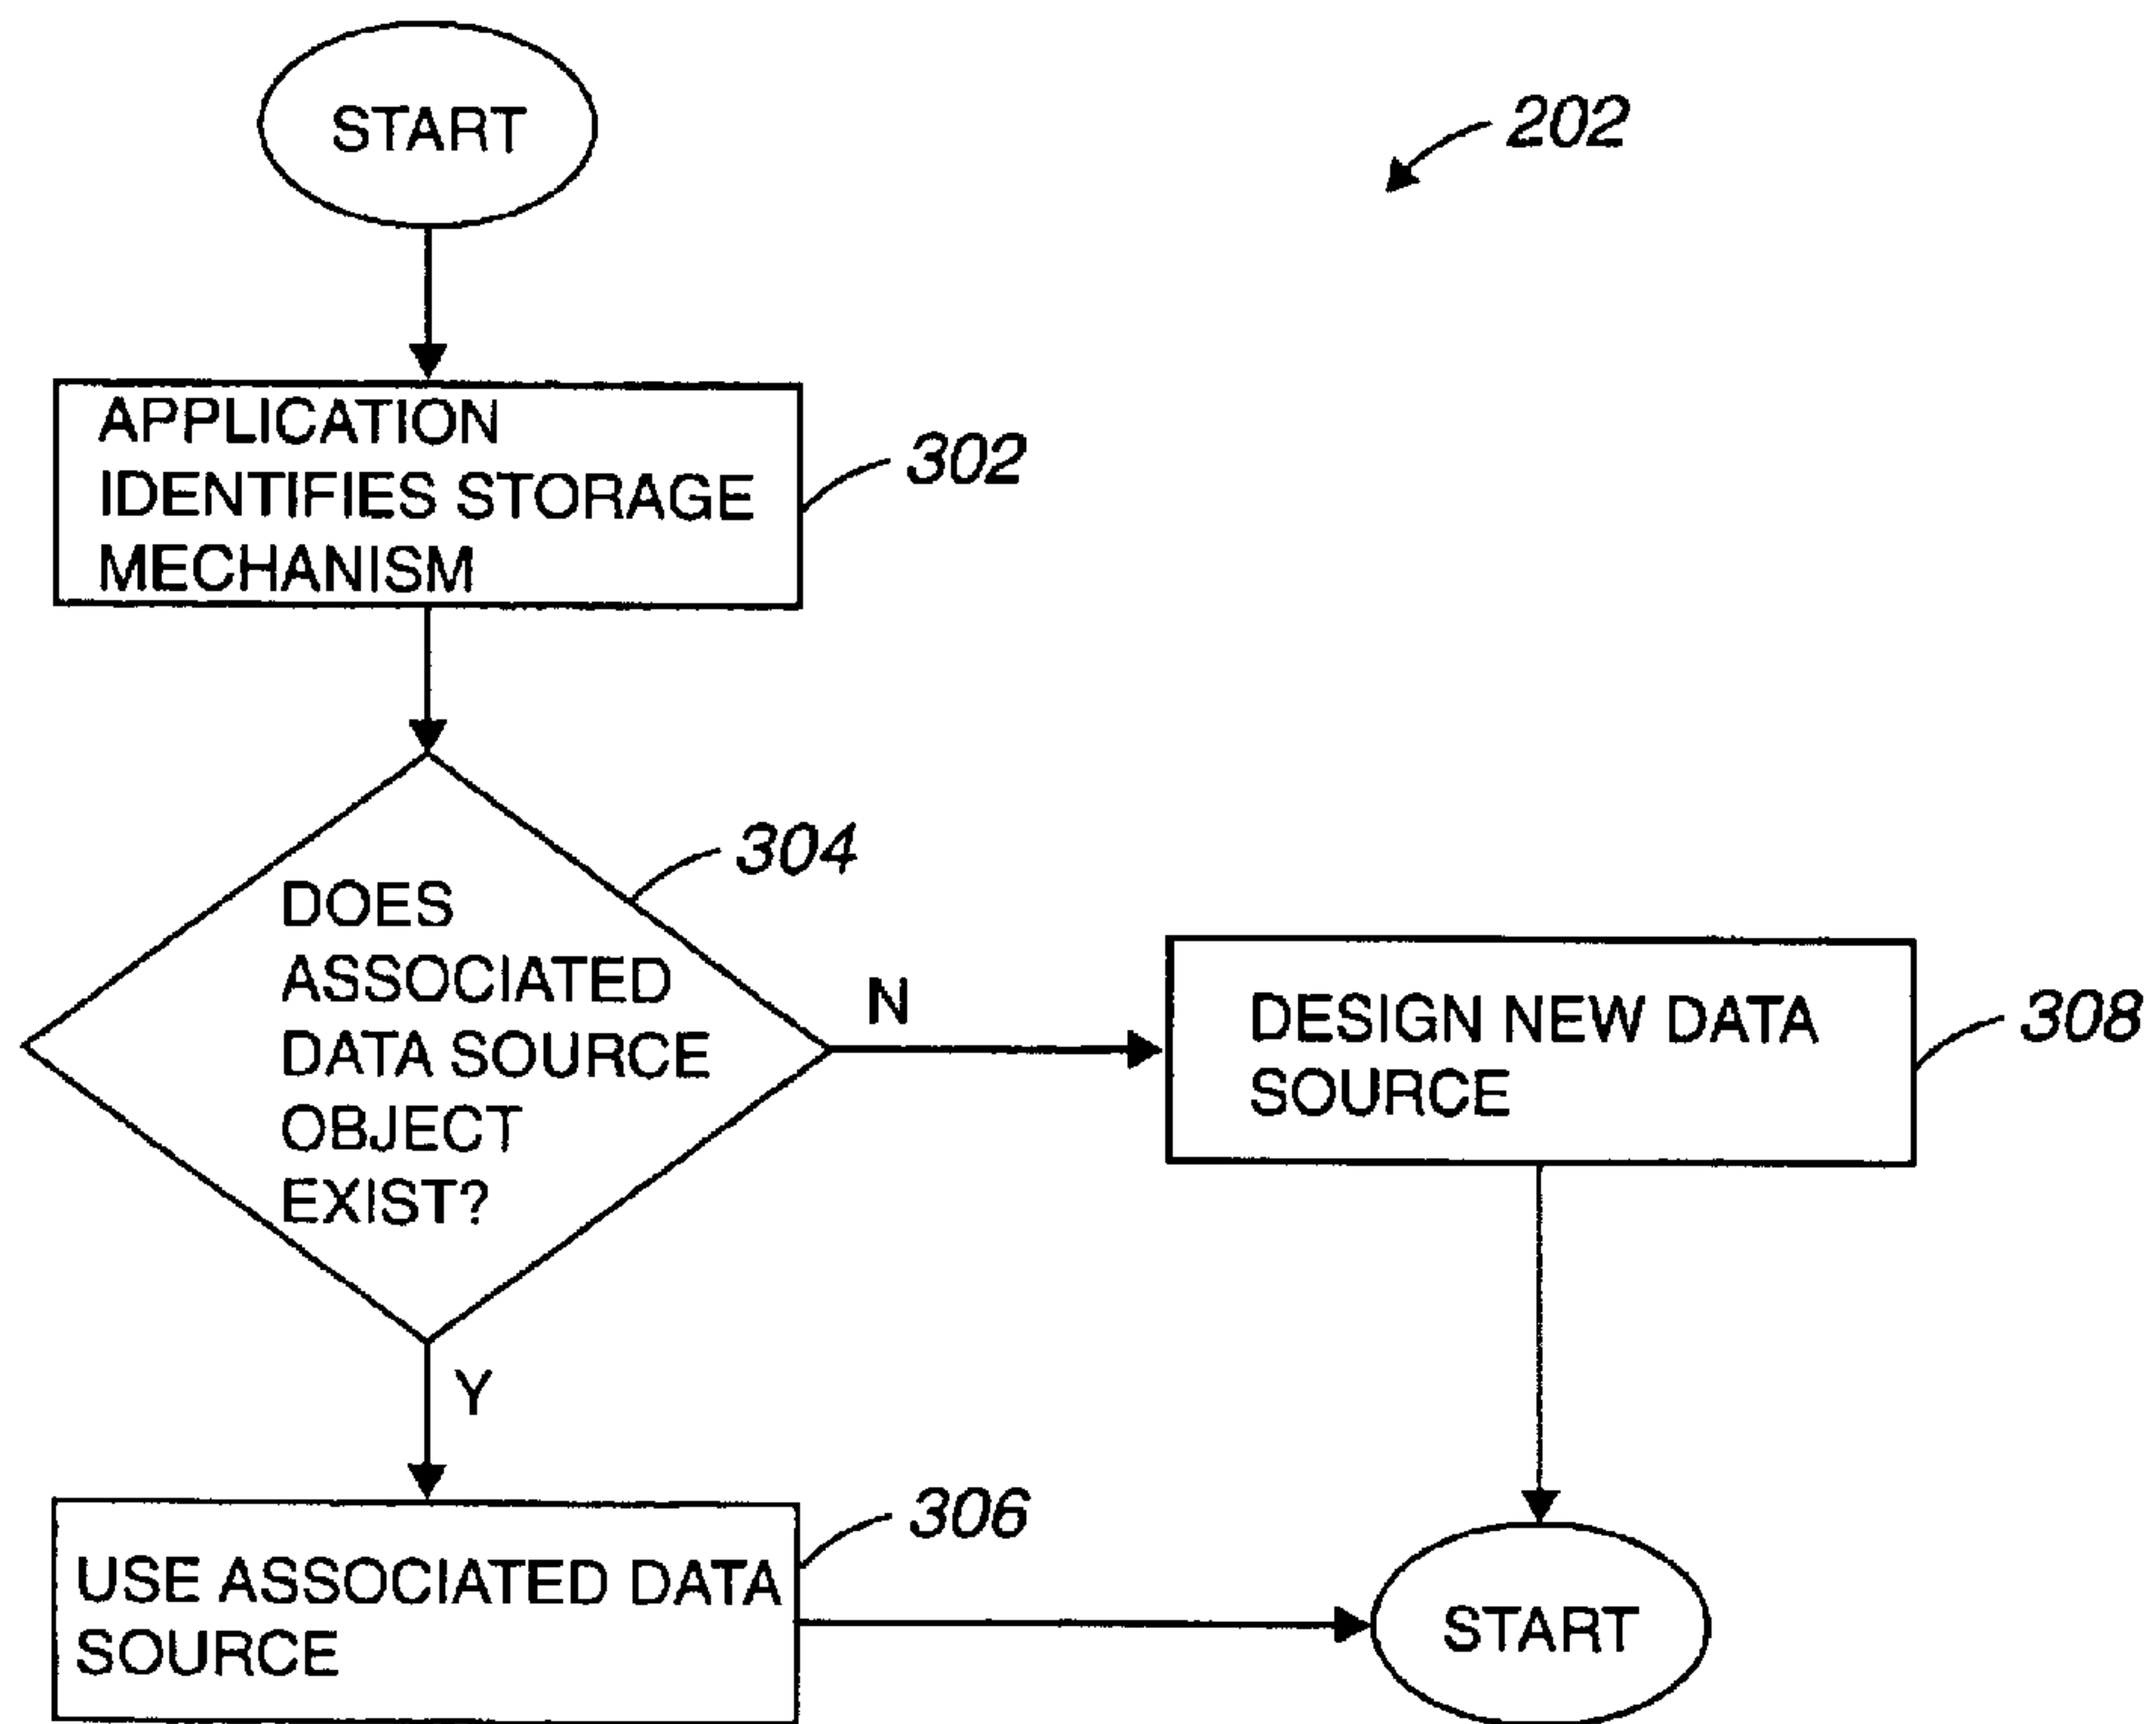 START
202
APPLICATION
IDENTIFIES STORAGE
MECHANISM
302
304
DOES
ASSOCIATED
DATA SOURCE
OBJECT
EXIST?
N
DESIGN NEW DATA
SOURCE
308
Y
306
USE ASSOCIATED DATA
SOURCE
START